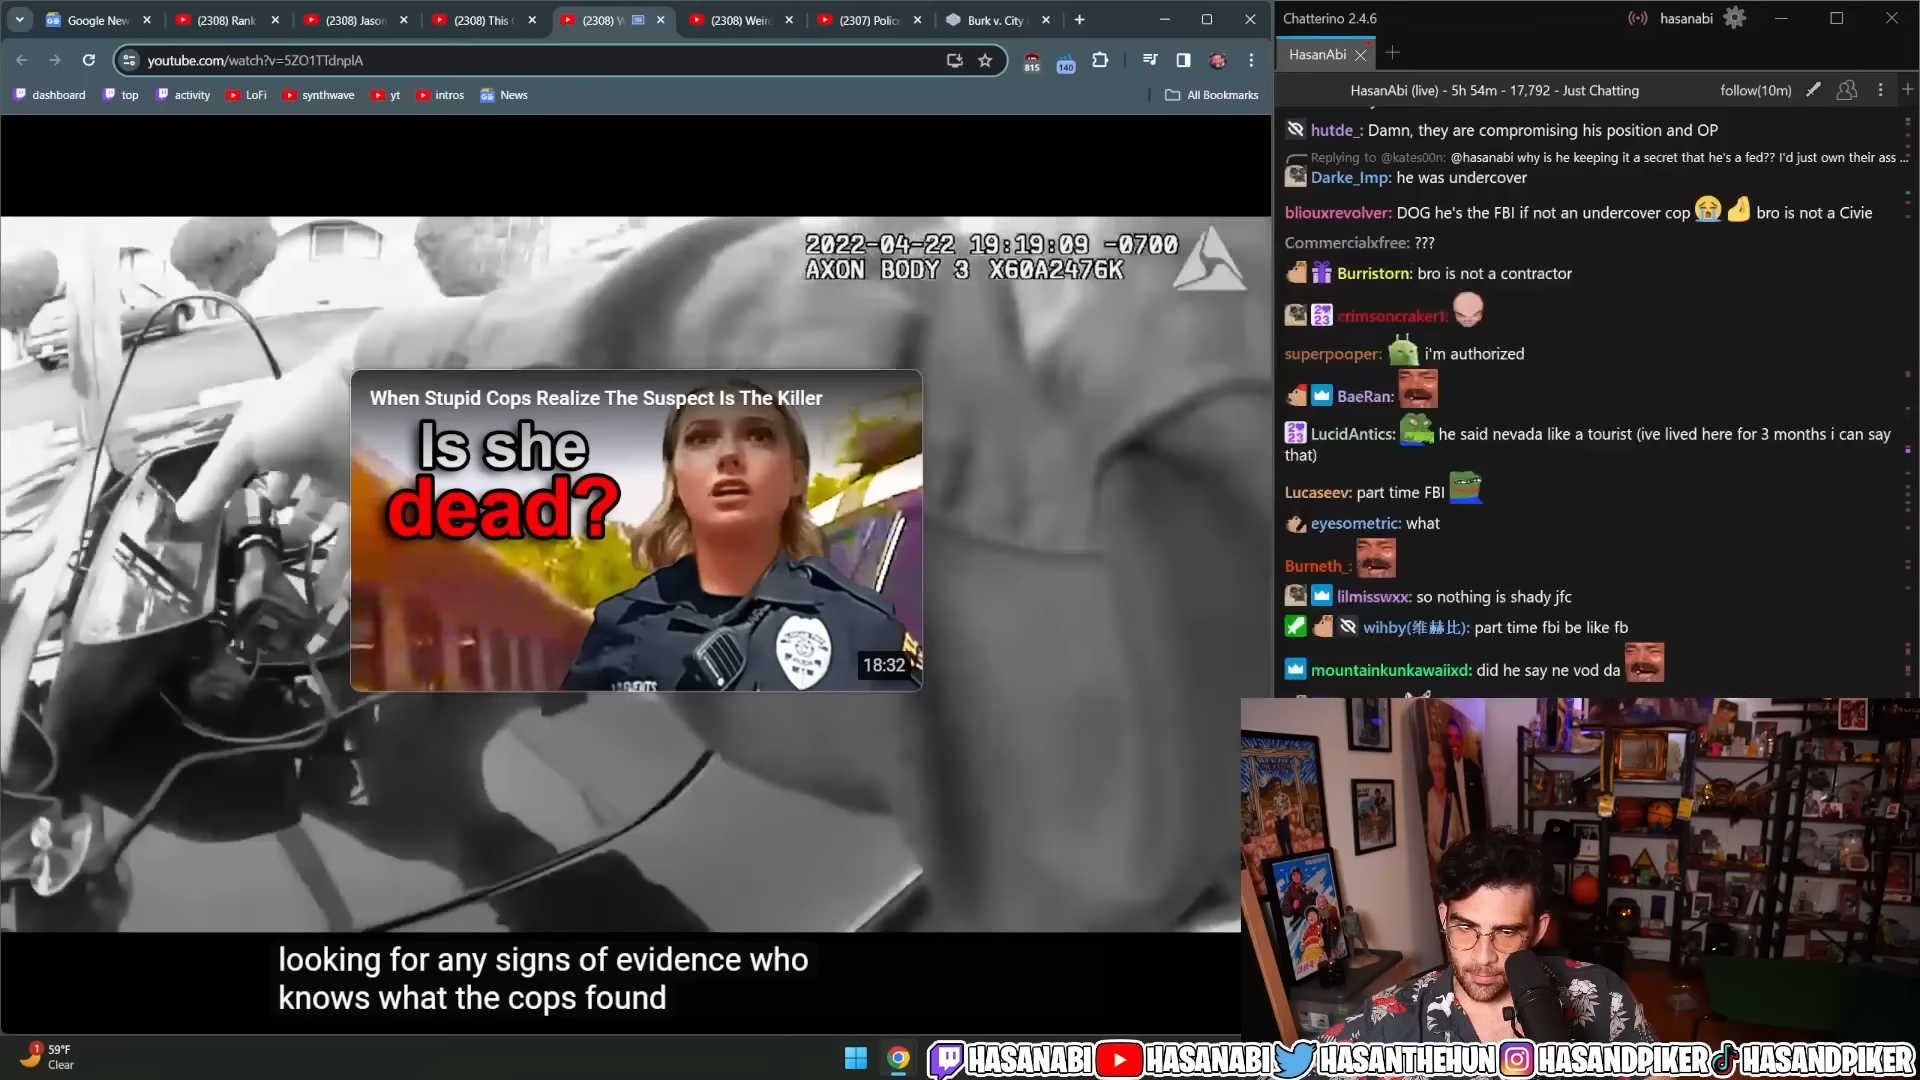 Google New
(2308) Rank
(2308) Jason
(2308) This
(2308)
(2308) Weir
(2307) Polic
Burk v. City
youtube.com/watch?v=5ZO1TTdnplA
815
140
dashboard
top
activity
LoFi
synthwave
yt
intros
News
All Bookmarks
2022-04-22 19:19:09 -0700
AXON BODY 3 X60A2476K
When Stupid Cops Realize The Suspect Is The Killer
Is she
dead?
18:32
looking for any signs of evidence who
knows what the cops found
Chatterino 2.4.6
hasanabi
HasanAbi
HasanAbi (live) - 5h 54m - 17,792 - Just Chatting
follow(10m)
hutde_: Damn, they are compromising his position and OP
Replying to @kates00n: @hasanabi why is he keeping it a secret that he's a fed?? I'd just own their ass ...
Darke_Imp: he was undercover
bliouxrevolver: DOG he's the FBI if not an undercover cop bro is not a Civie
Commercialxfree: ???
Burristorn: bro is not a contractor
crimsoncraker1:
superpooper: i'm authorized
BaeRan:
LucidAntics: he said nevada like a tourist (ive lived here for 3 months i can say
that)
Lucaseev: part time FBI
eyesometric: what
Burneth_:
lilmisswxx: so nothing is shady jfc
wihby(维赫比): part time fbi be like fb
mountainkunkawaiixd: did he say ne vod da
1
59°F
Clear
HASANABI
HASANABI
HASANTHEHUN
HASANDPIKER
HASANDPIKER